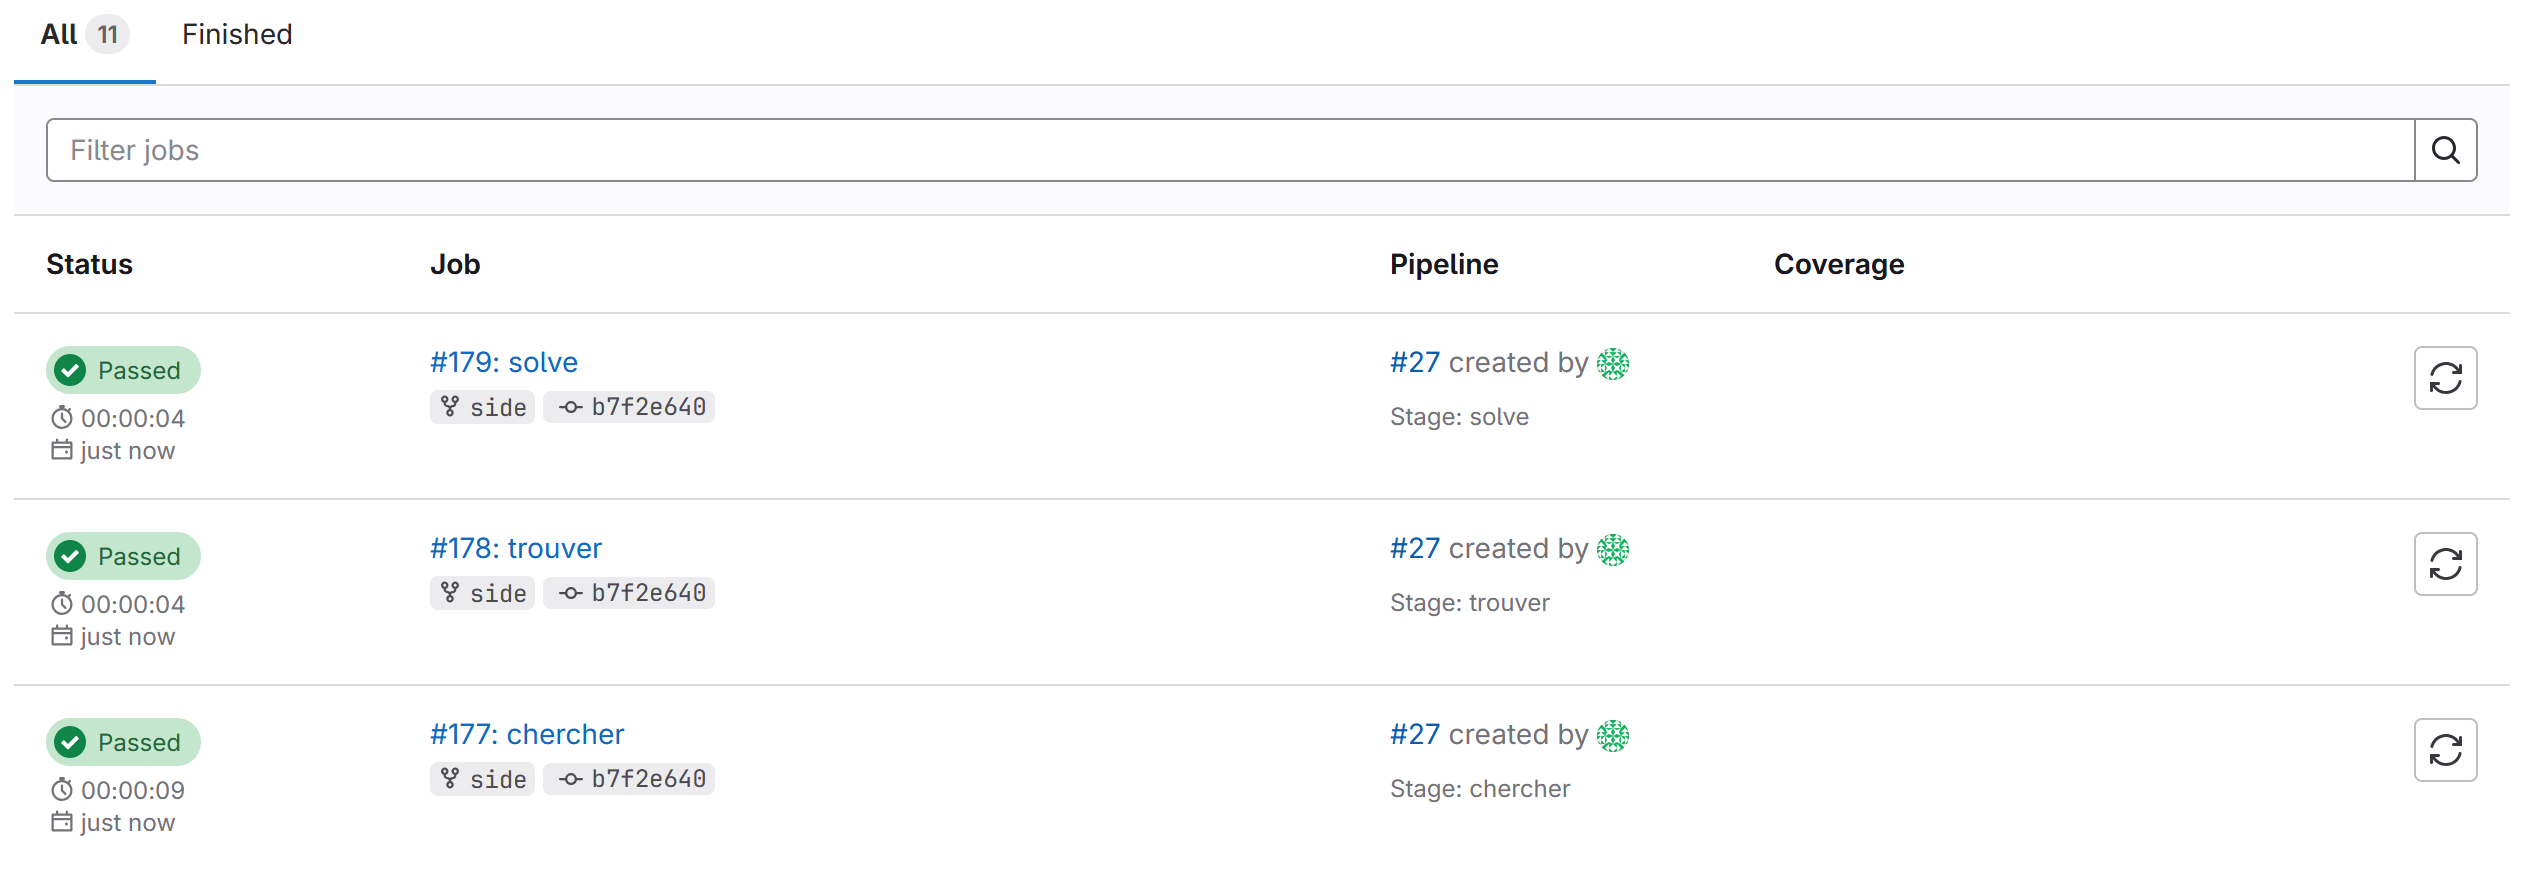 All 11 Finished
Filter jobs
Status Job Pipeline Coverage
Passed #179: solve #27 created by
00:00:04 side b7f2e640 Stage: solve
just now
Passed #178: trouver #27 created by
00:00:04 side b7f2e640 Stage: trouver
just now
Passed #177: chercher #27 created by
00:00:09 side b7f2e640 Stage: chercher
just now